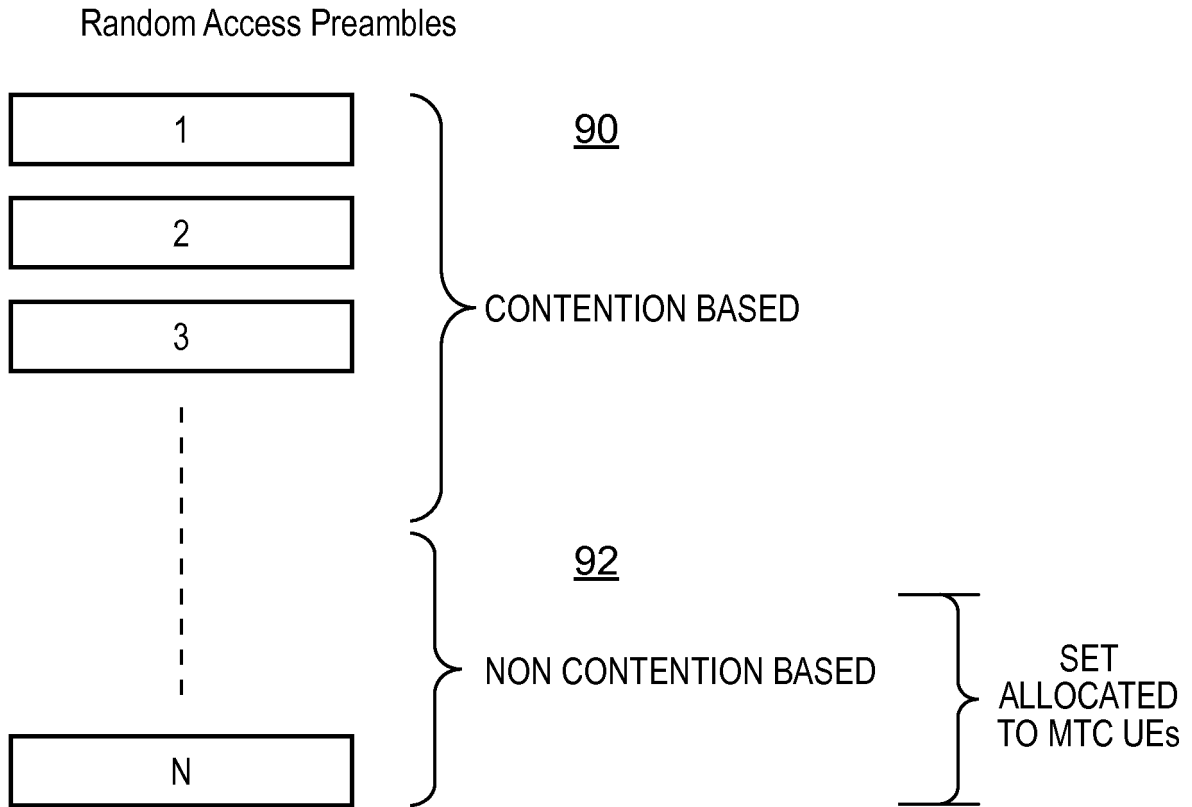 Random Access Preambles
1
90
2
3
CONTENTION BASED
92
NON CONTENTION BASED
SET
ALLOCATED
TO MTC UEs
N